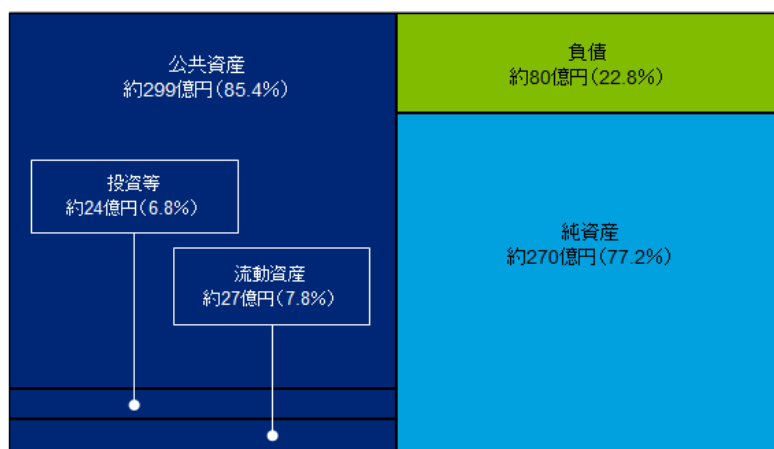 公共資産
約299億円(85.4%)
投資等
約24億円(6.8%)
流動資産
約27億円(7.8%)
負債
約80億円(22.8%)
純資産
約270億円(77.2%)